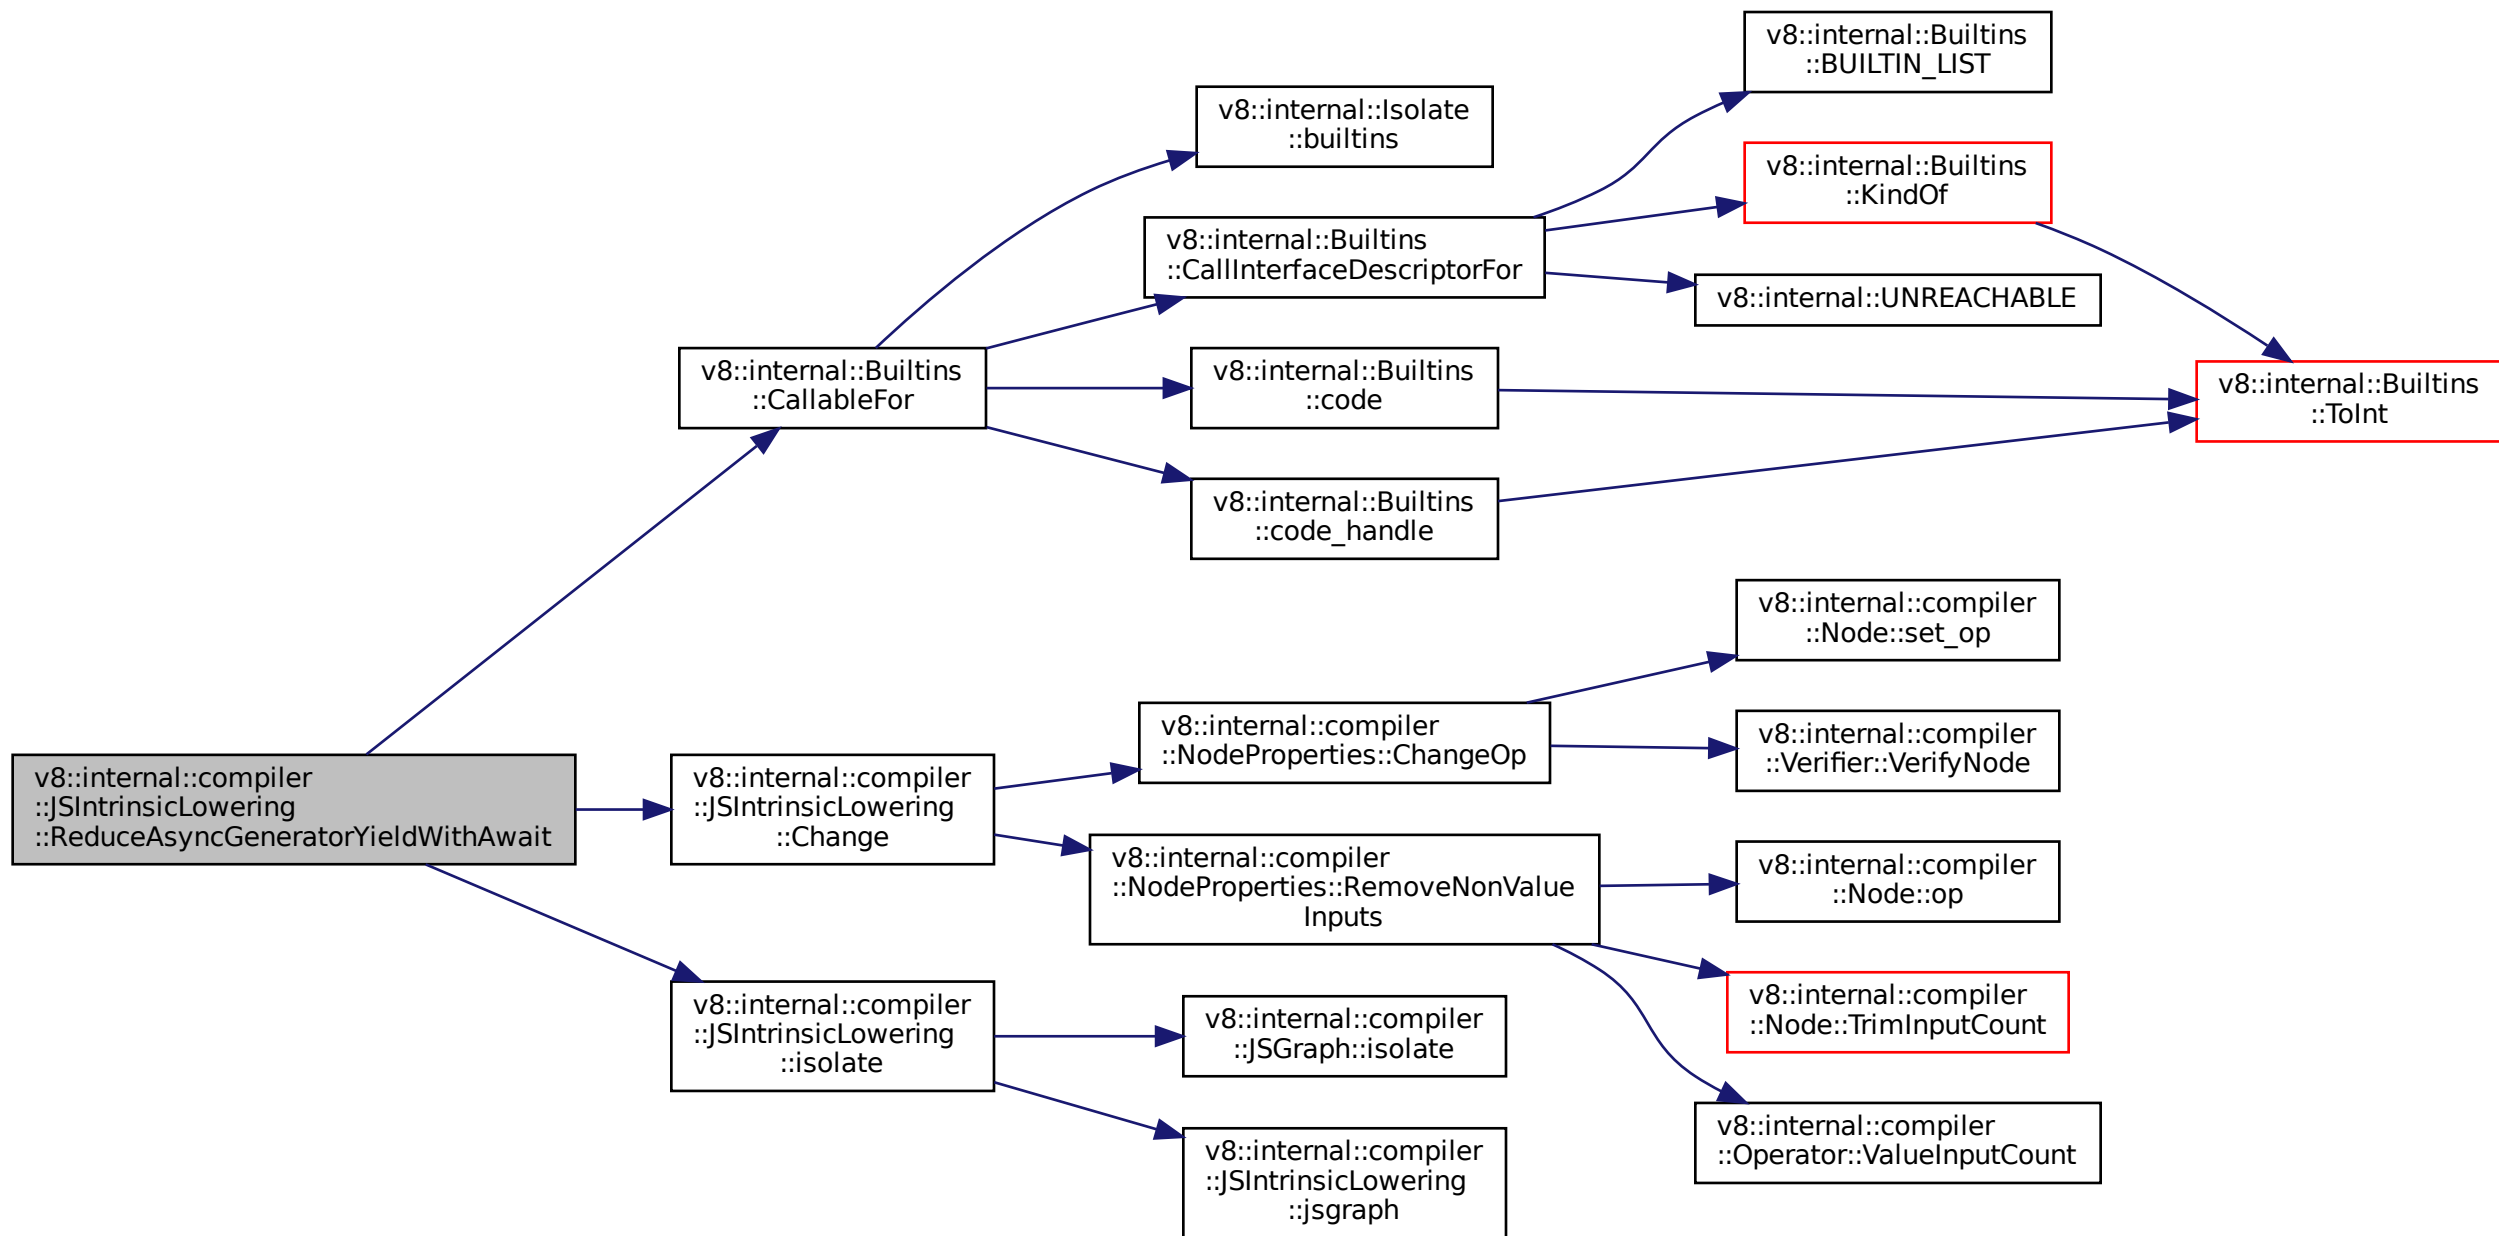 v8::internal::Builtins
::BUILTIN_LIST
v8::internal::Isolate
::builtins
v8::internal::Builtins
::KindOf
v8::internal::Builtins
::CallInterfaceDescriptorFor
v8::internal::UNREACHABLE
v8::internal::Builtins
::CallableFor
v8::internal::Builtins
::code
v8::internal::Builtins
::ToInt
v8::internal::Builtins
::code_handle
v8::internal::compiler
::Node::set_op
v8::internal::compiler
::NodeProperties::ChangeOp
v8::internal::compiler
::Verifier::VerifyNode
v8::internal::compiler
::JSIntrinsicLowering
::ReduceAsyncGeneratorYieldWithAwait
v8::internal::compiler
::JSIntrinsicLowering
::Change
v8::internal::compiler
::NodeProperties::RemoveNonValue
Inputs
v8::internal::compiler
::Node::op
v8::internal::compiler
::Node::TrimInputCount
v8::internal::compiler
::JSIntrinsicLowering
::isolate
v8::internal::compiler
::JSGraph::isolate
v8::internal::compiler
::Operator::ValueInputCount
v8::internal::compiler
::JSIntrinsicLowering
::jsgraph